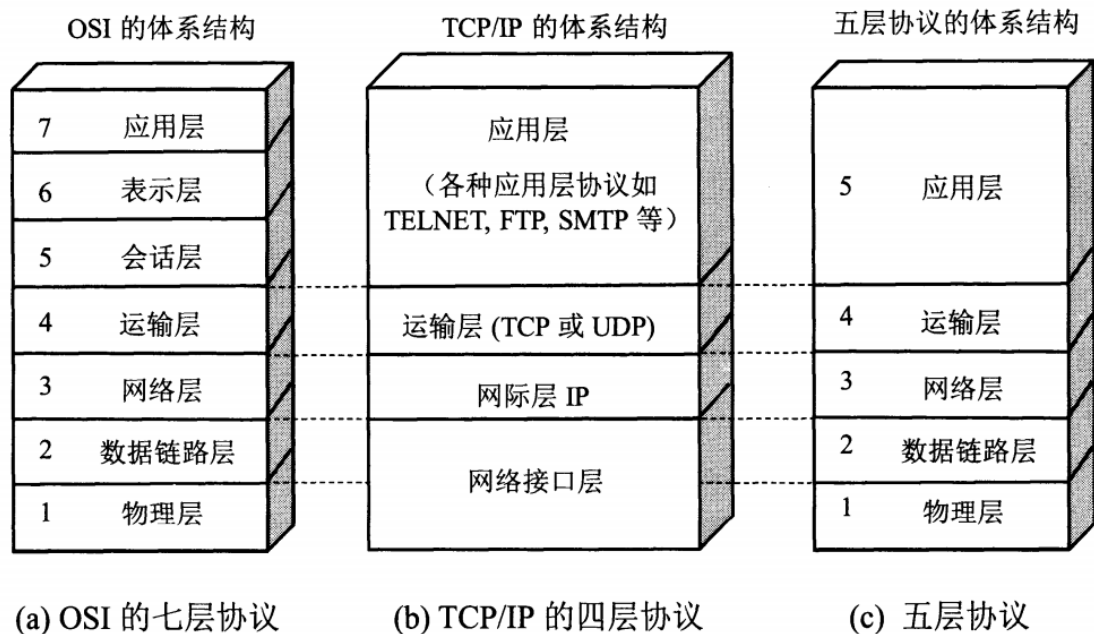 OSI 的体系结构
7 应用层
6 表示层
5 会话层
4 运输层
3 网络层
2 数据链路层
1 物理层
(a) OSI 的七层协议
TCP/IP 的体系结构
应用层
（各种应用层协议如
TELNET, FTP, SMTP 等）
运输层 (TCP 或 UDP)
网际层 IP
网络接口层
(b) TCP/IP 的四层协议
五层协议的体系结构
5 应用层
4 运输层
3 网络层
2 数据链路层
1 物理层
(c) 五层协议